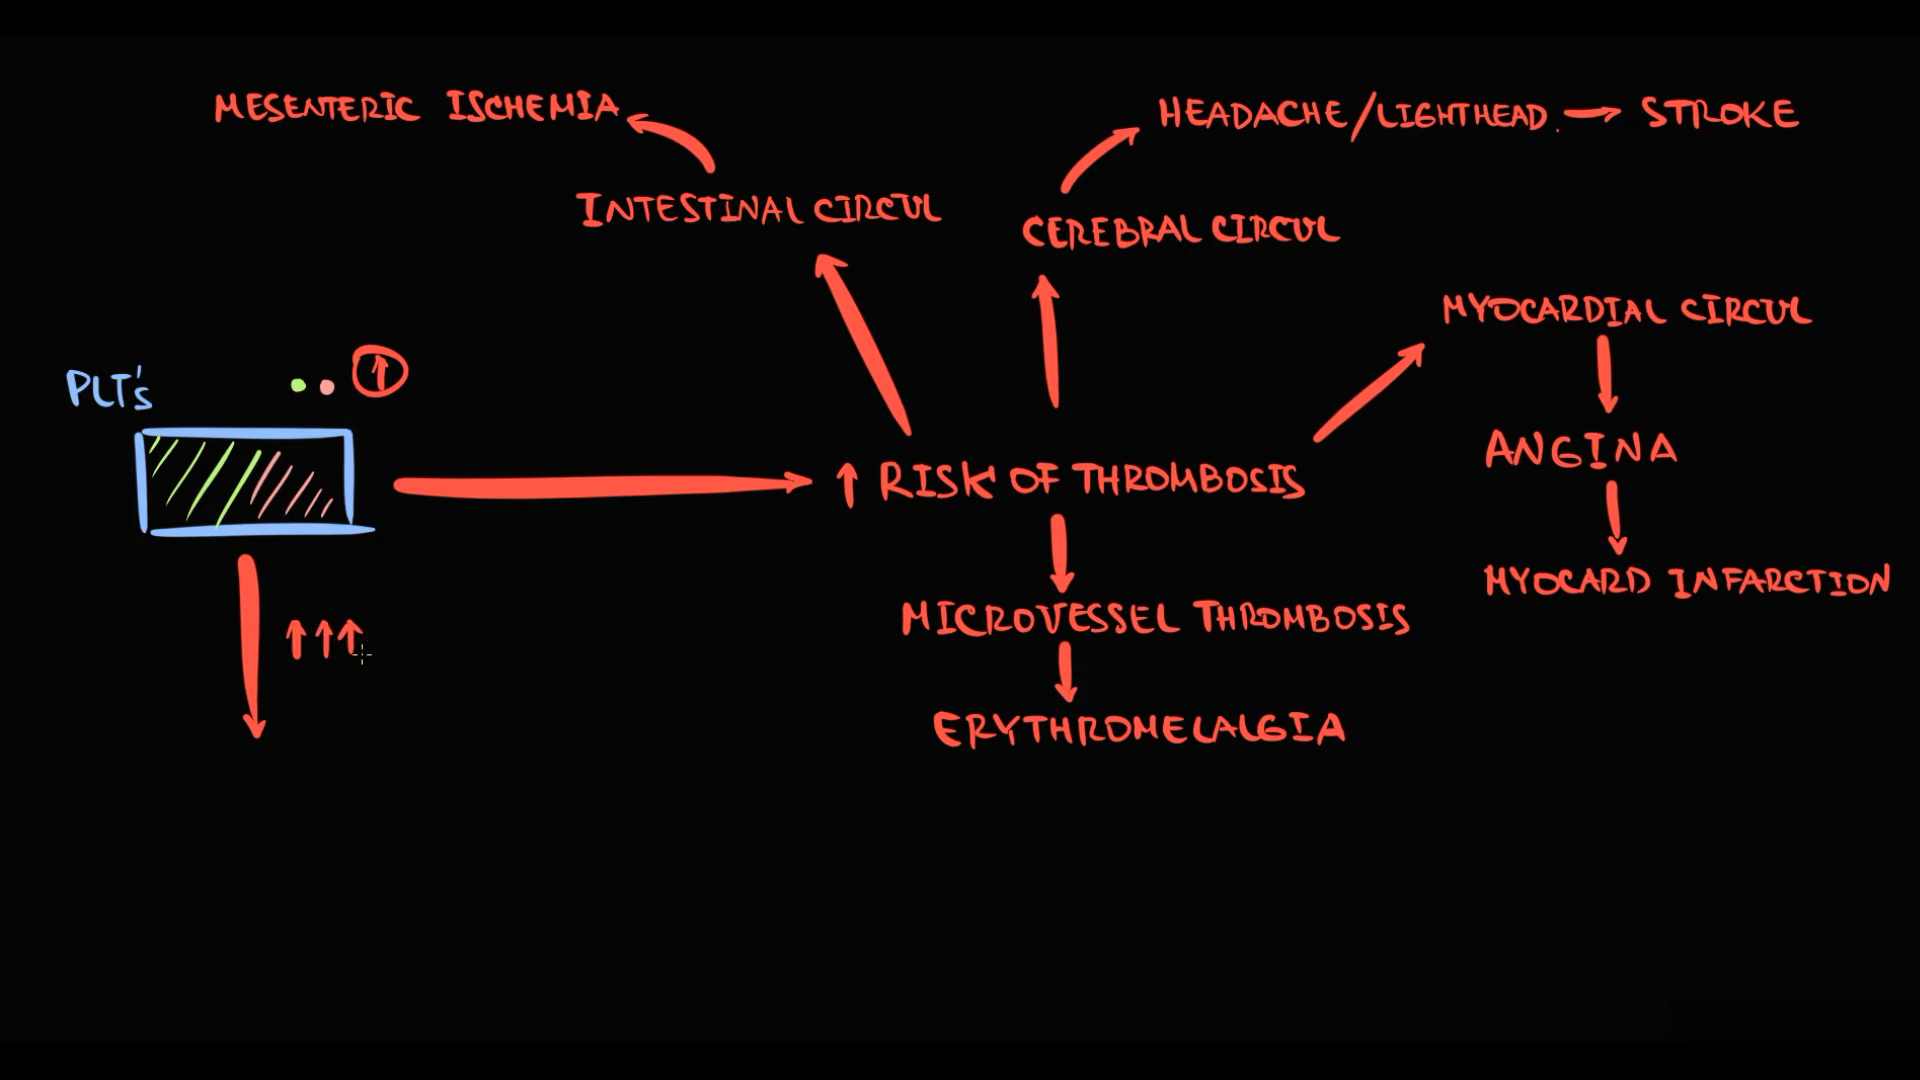 MESENTERIC ISCHEMIA
HEADACHE/LIGHTHEAD. → STROKE
INTESTINAL CIRCUL
CEREBRAL CIRCUL
MYOCARDIAL CIRCUL
PLT's
↑
ANGINA
↑ RISK OF THROMBOSIS
MYOCARD INFARCTION
MICROVESSEL THROMBOSIS
↑↑↑
ERYTHROMELALGIA